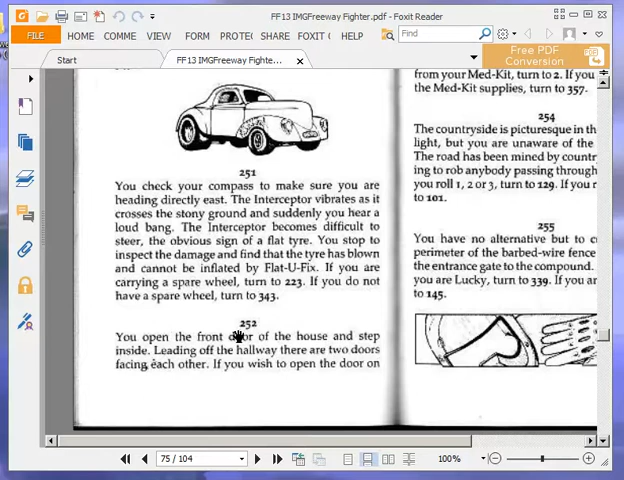 FF13 IMGFreeway Fighter.pdf - Foxit Reader
FILE HOME COMME VIEW FORM PROTE SHARE FOXIT C HELP Find
Start FF13 IMGFreeway Fighte... Free PDF Conversion
251
You check your compass to make sure you are
heading directly east. The Interceptor vibrates as it
crosses the stony ground and suddenly you hear a
loud bang. The Interceptor becomes difficult to
steer, the obvious sign of a flat tyre. You stop to
inspect the damage and find that the tyre has blown
and cannot be inflated by Flat-U-Fix. If you are
carrying a spare wheel, turn to 223. If you do not
have a spare wheel, turn to 343.
252
You open the front door of the house and step
inside. Leading off the hallway there are two doors
facing each other. If you wish to open the door on
from your Med-Kit, turn to 2. If you
the Med-Kit supplies, turn to 357.
254
The countryside is picturesque in th
light, but you are unaware of the
The road has been mined by countr
ing to rob anybody passing through
you roll 1, 2 or 3, turn to 129. If you r
to 101.
255
You have no alternative but to c
perimeter of the barbed-wire fence
the entrance gate to the compound.
you are Lucky, turn to 339. If you ar
to 145.
75 / 104 100%